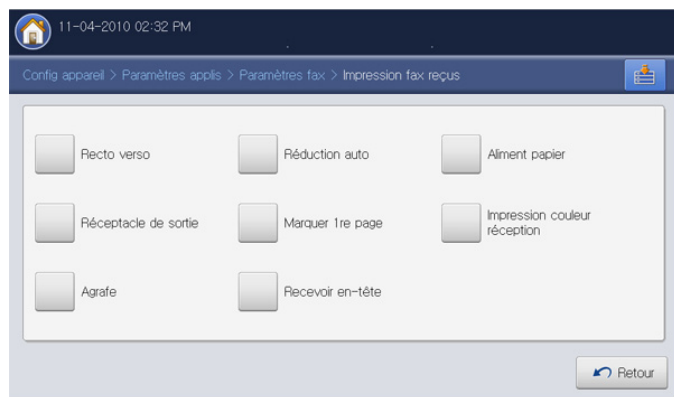 11-04-2010 02:32 PM
Config appareil > Paramètres applis > Paramètres fax > Impression fax reçus
Recto verso
Réduction auto
Aliment papier
Réceptacle de sortie
Marquer 1re page
Impression couleur
réception
Agrafe
Recevoir en-tête
Retour